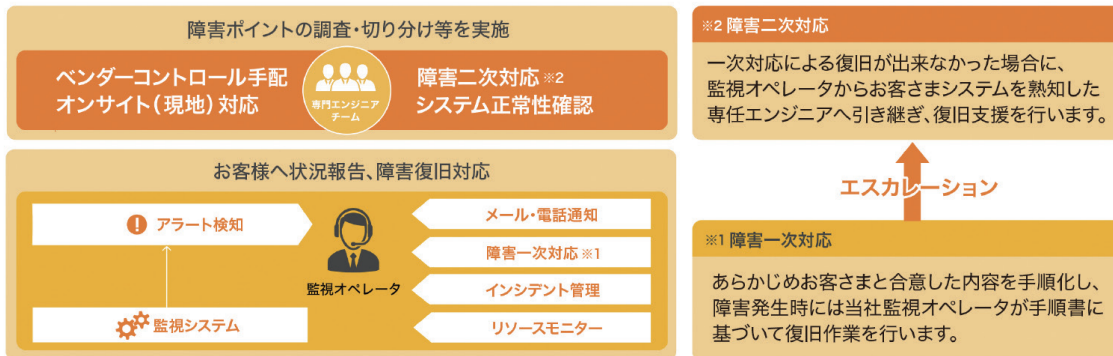 障害ポイントの調査・切り分け等を実施
ベンダーコントロール手配
オンサイト(現地)対応
専門エンジニア
チーム
障害二次対応※2
システム正常性確認
お客様へ状況報告、障害復旧対応
アラート検知
監視システム
監視オペレータ
メール・電話通知
障害一次対応※1
インシデント管理
リソースモニター
※2 障害二次対応
一次対応による復旧が出来なかった場合に、
監視オペレータからお客さまシステムを熟知した
専任エンジニアへ引き継ぎ、復旧支援を行います。
エスカレーション
※1 障害一次対応
あらかじめお客さまと合意した内容を手順化し、
障害発生時には当社監視オペレータが手順書に
基づいて復旧作業を行います。